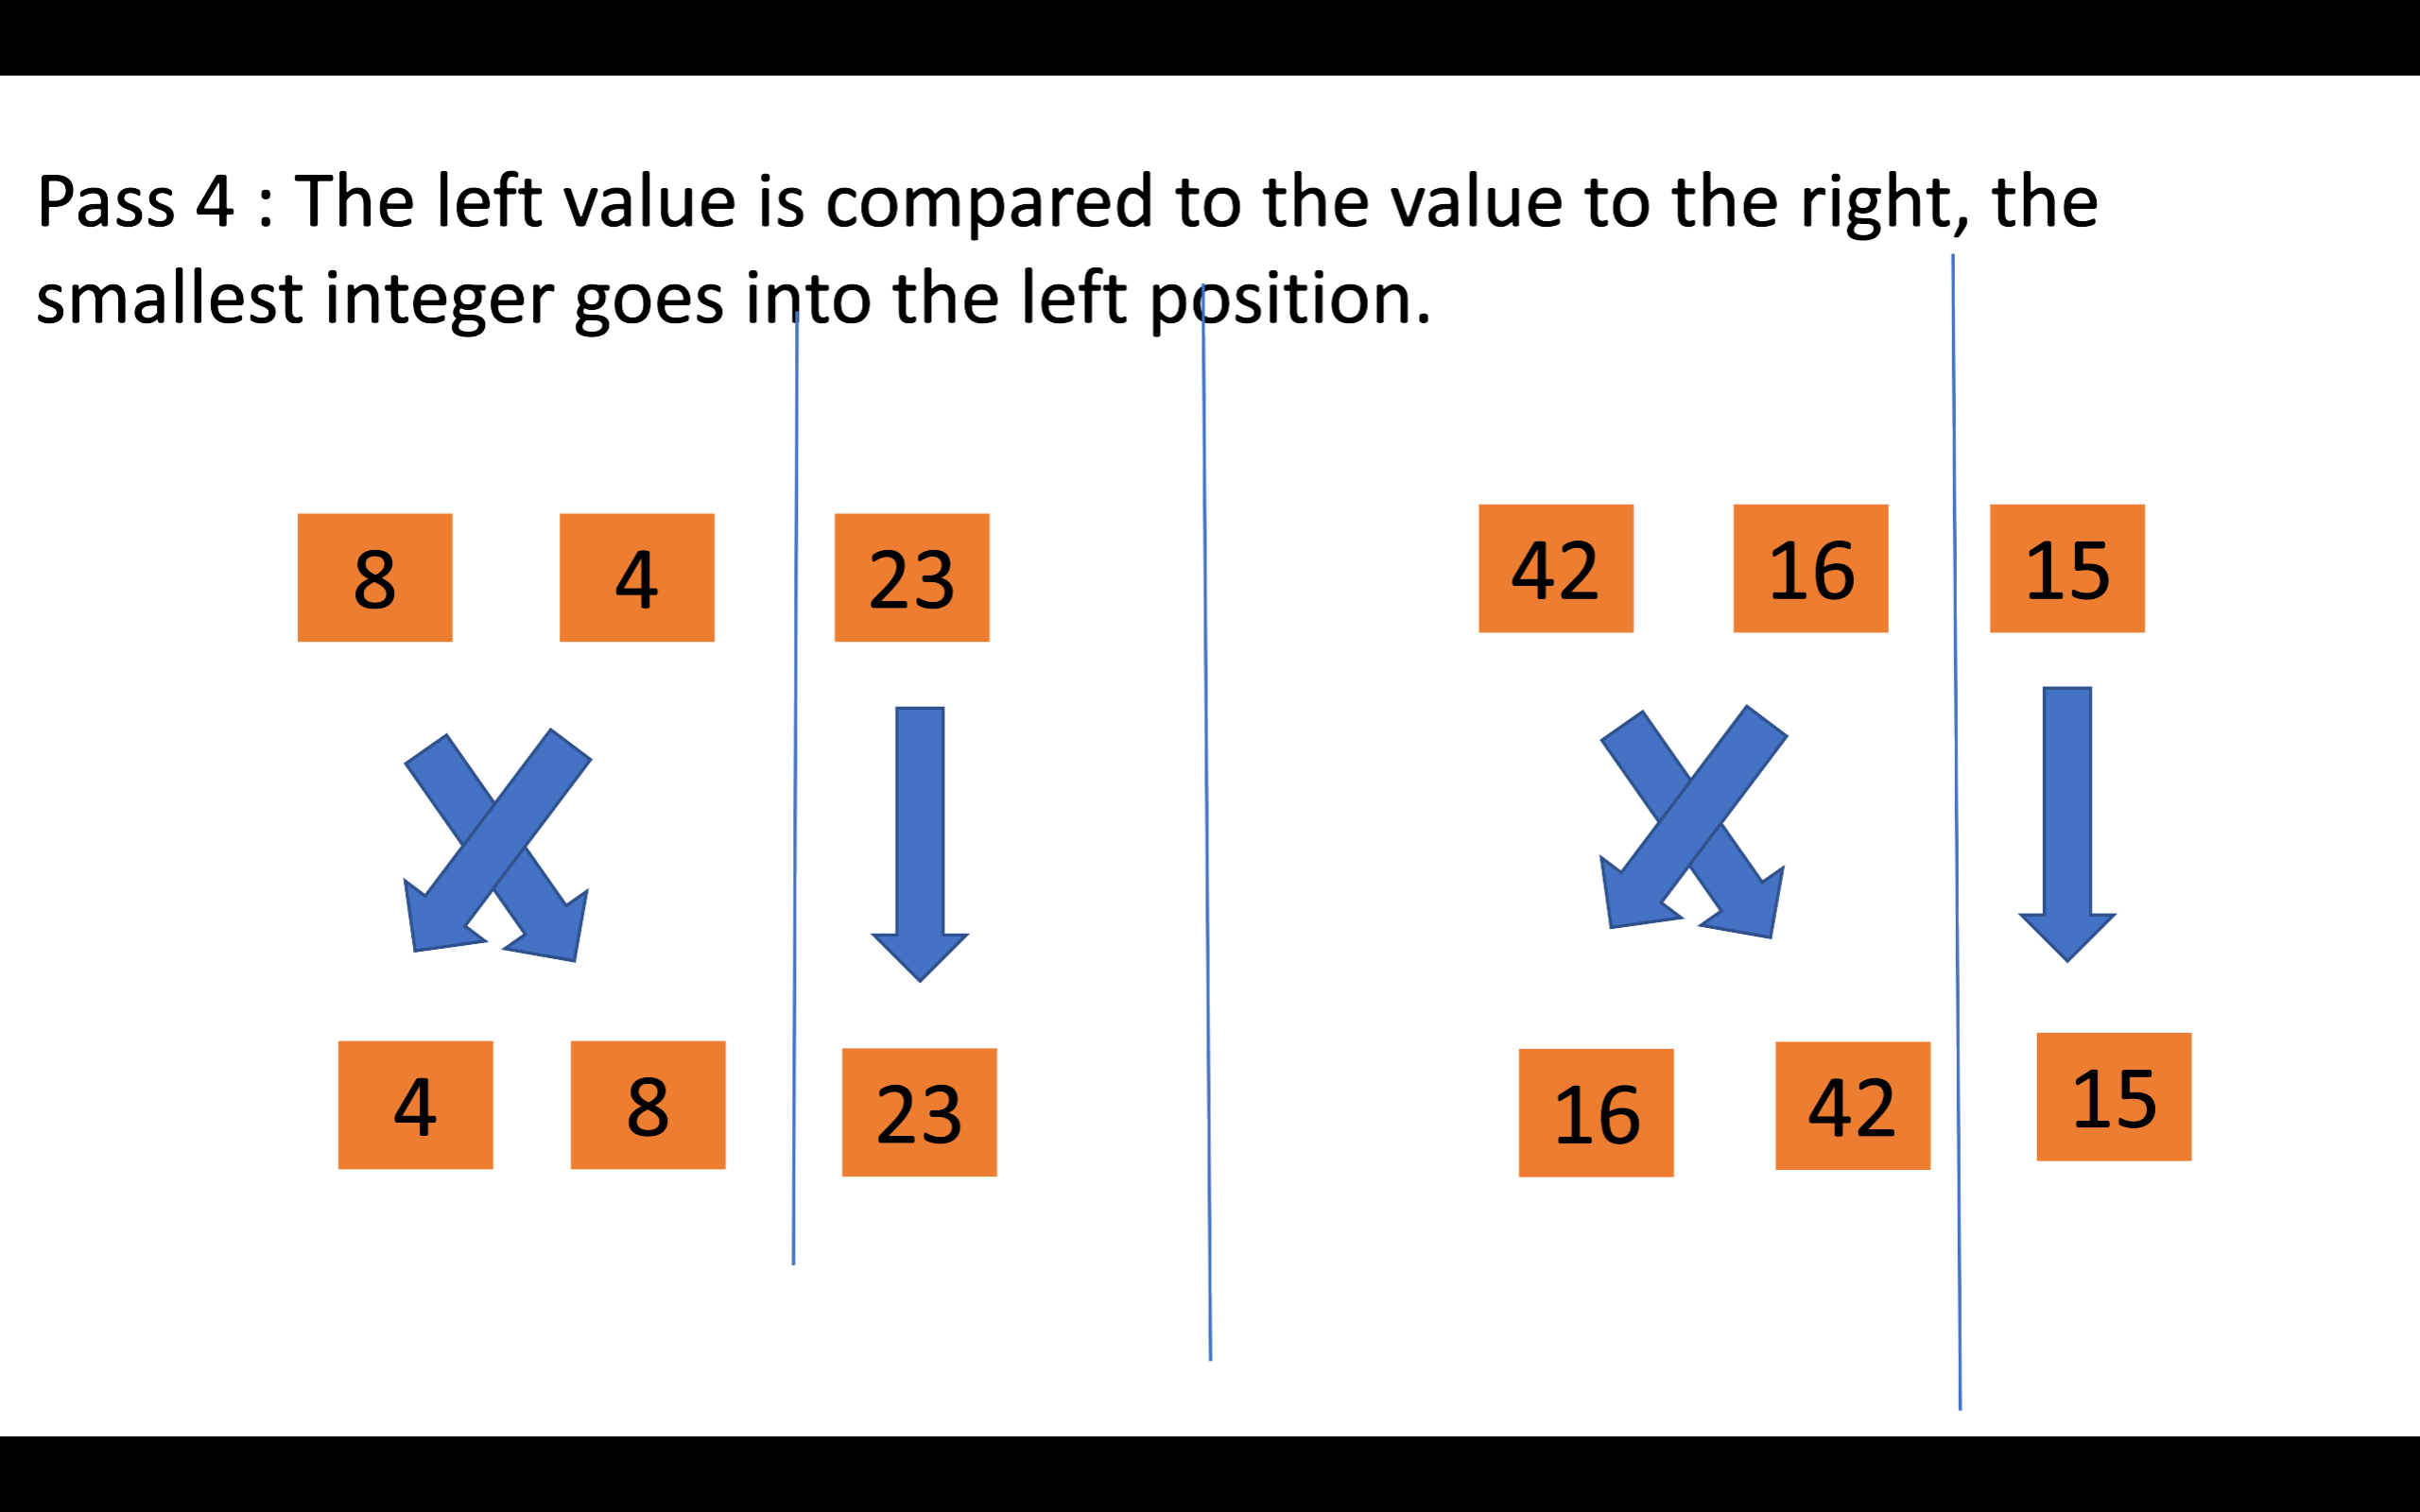 Pass 4 : The left value is compared to the value to the right, the
smallest integer goes into the left position.
8 4 23 42 16 15
4 8 23 16 42 15